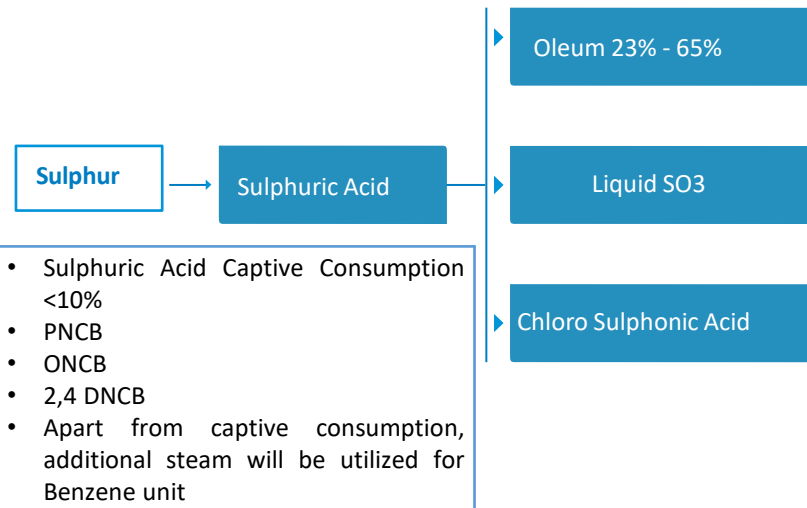 Oleum 23% - 65%
Sulphur
Sulphuric Acid
Liquid SO3
Chloro Sulphonic Acid
• Sulphuric Acid Captive Consumption
<10%
• PNCB
• ONCB
• 2,4 DNCB
• Apart from captive consumption,
additional steam will be utilized for
Benzene unit